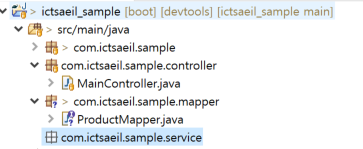 ictsaeil_sample [boot] [devtools] [ictsaeil_sample main]
src/main/java
com.ictsaeil.sample
com.ictsaeil.sample.controller
MainController.java
com.ictsaeil.sample.mapper
ProductMapper.java
com.ictsaeil.sample.service